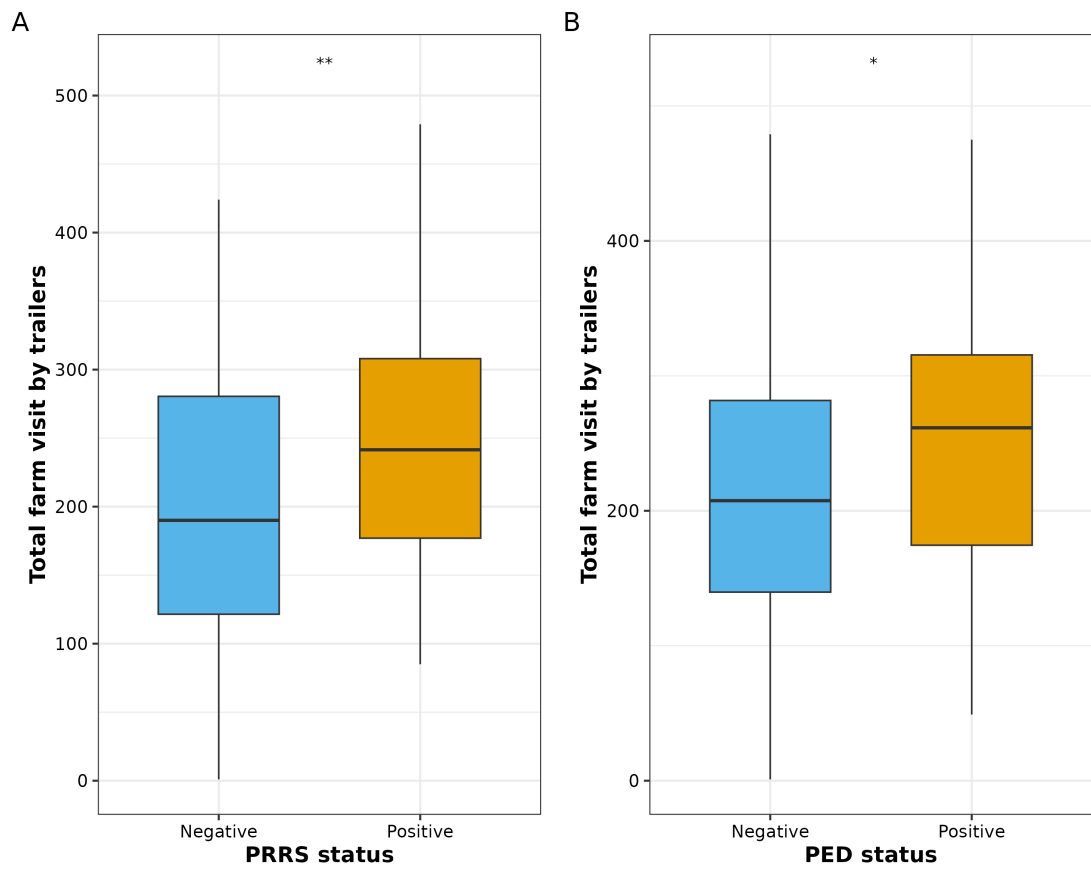 A
**
Total farm visit by trailers
500
400
300
200
100
0
Negative
Positive
PRRS status
B
*
Total farm visit by trailers
400
200
0
Negative
Positive
PED status